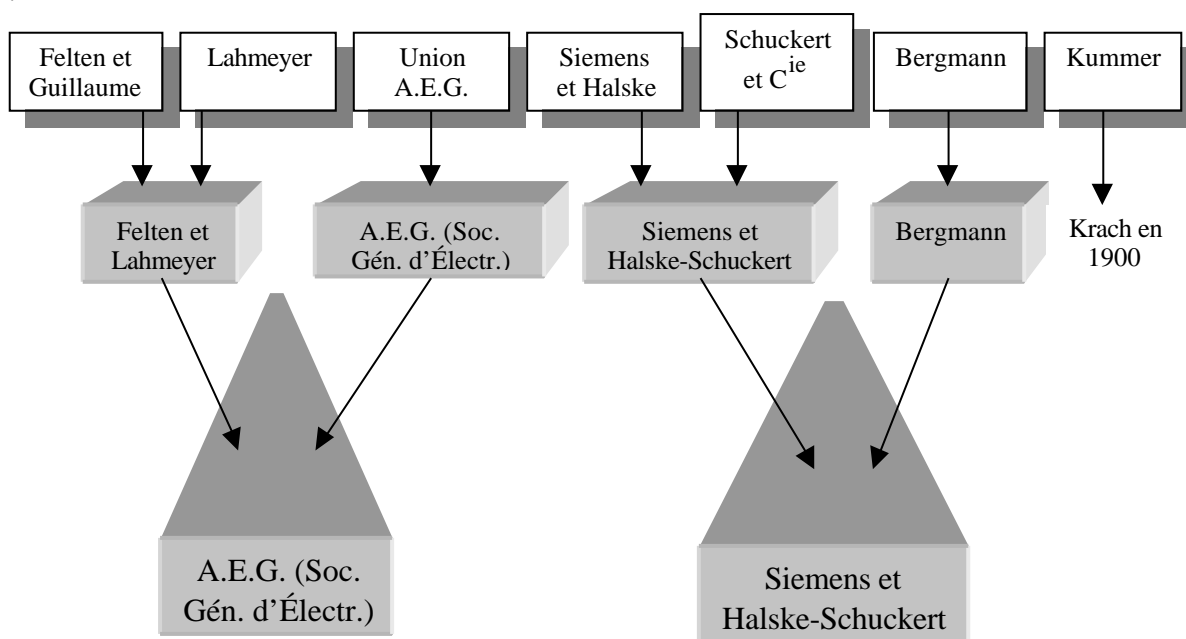 Felten et
Guillaume
Lahmeyer
Union
A.E.G.
Siemens
et Halske
Schuckert
et Cie
Bergmann
Kummer
Felten et
Lahmeyer
A.E.G. (Soc.
Gén. d’Électr.)
Siemens et
Halske-Schuckert
Bergmann
Krach en
1900
A.E.G. (Soc.
Gén. d’Électr.)
Siemens et
Halske-Schuckert